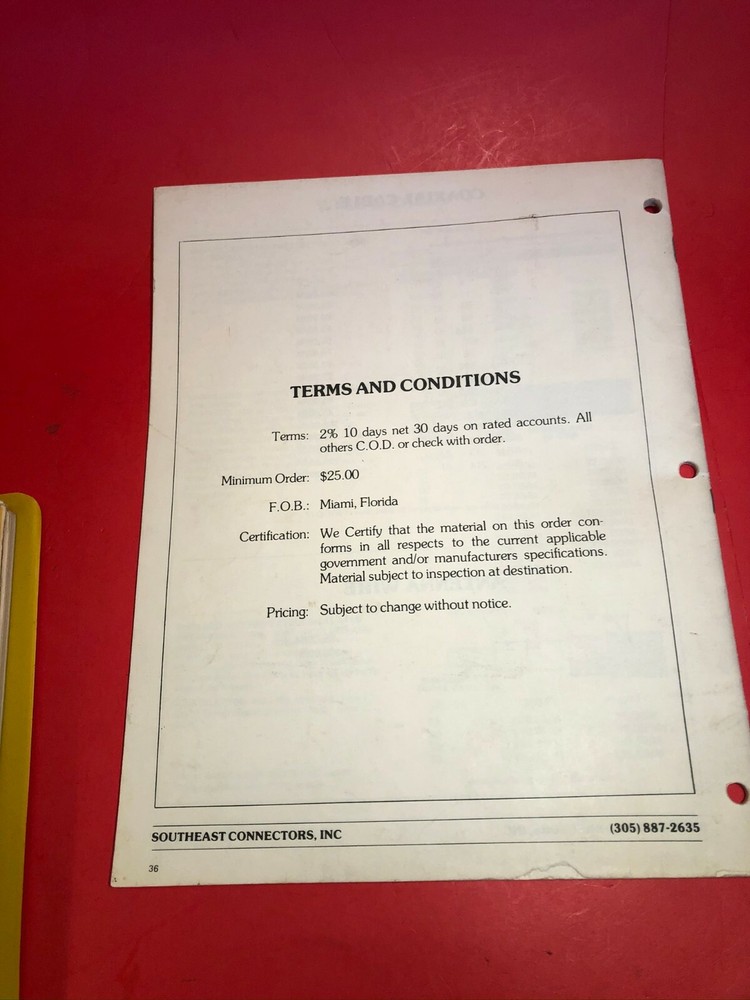 TERMS AND CONDITIONS
Terms: 2% 10 days net 30 days on rated accounts. All
others C.O.D. or check with order.
Minimum Order: $25.00
F.O.B.: Miami, Florida
Certification: We Certify that the material on this order con-
forms in all respects to the current applicable
government and/or manufacturers specifications.
Material subject to inspection at destination.
Pricing: Subject to change without notice.
SOUTHEAST CONNECTORS, INC (305) 887-2635
36